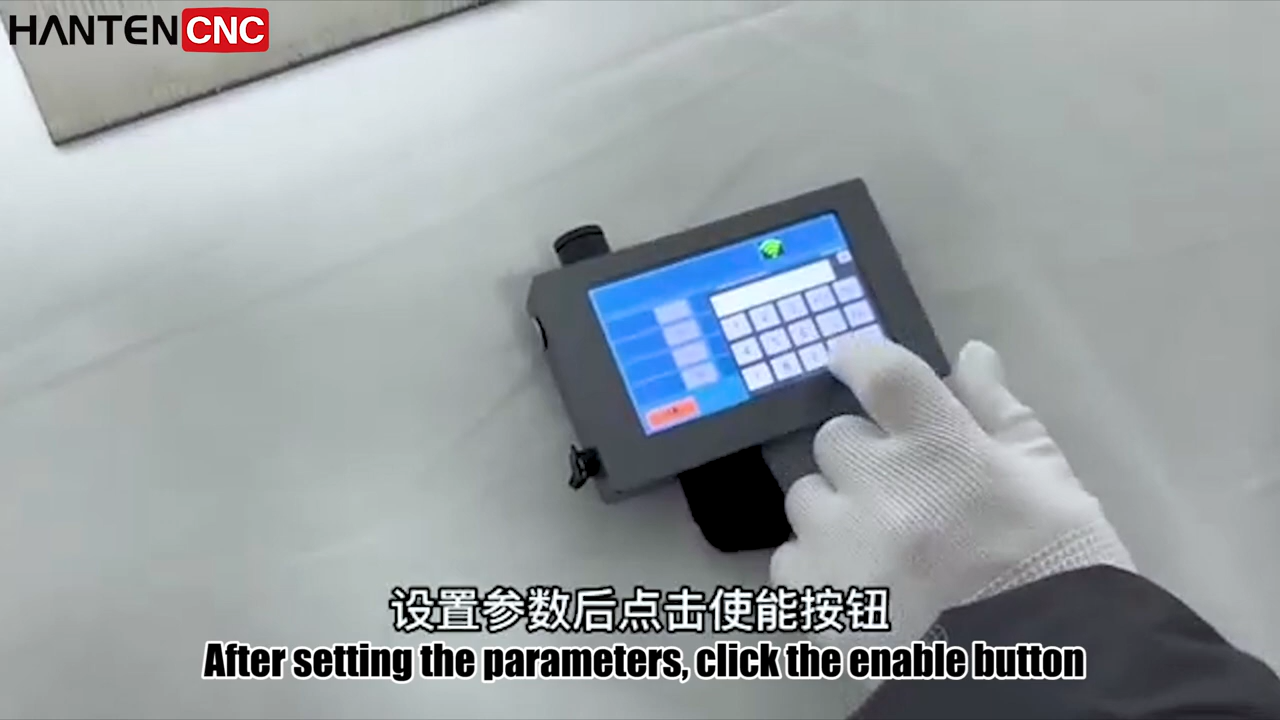 HANTENCNC
设置参数后点击使能按钮
After setting the parameters, click the enable button